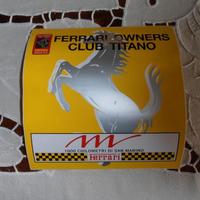 FERRARI OWNERS
CLUB TITANO
1000 CHILOMETRI DI SAN MARINO
Ferrari